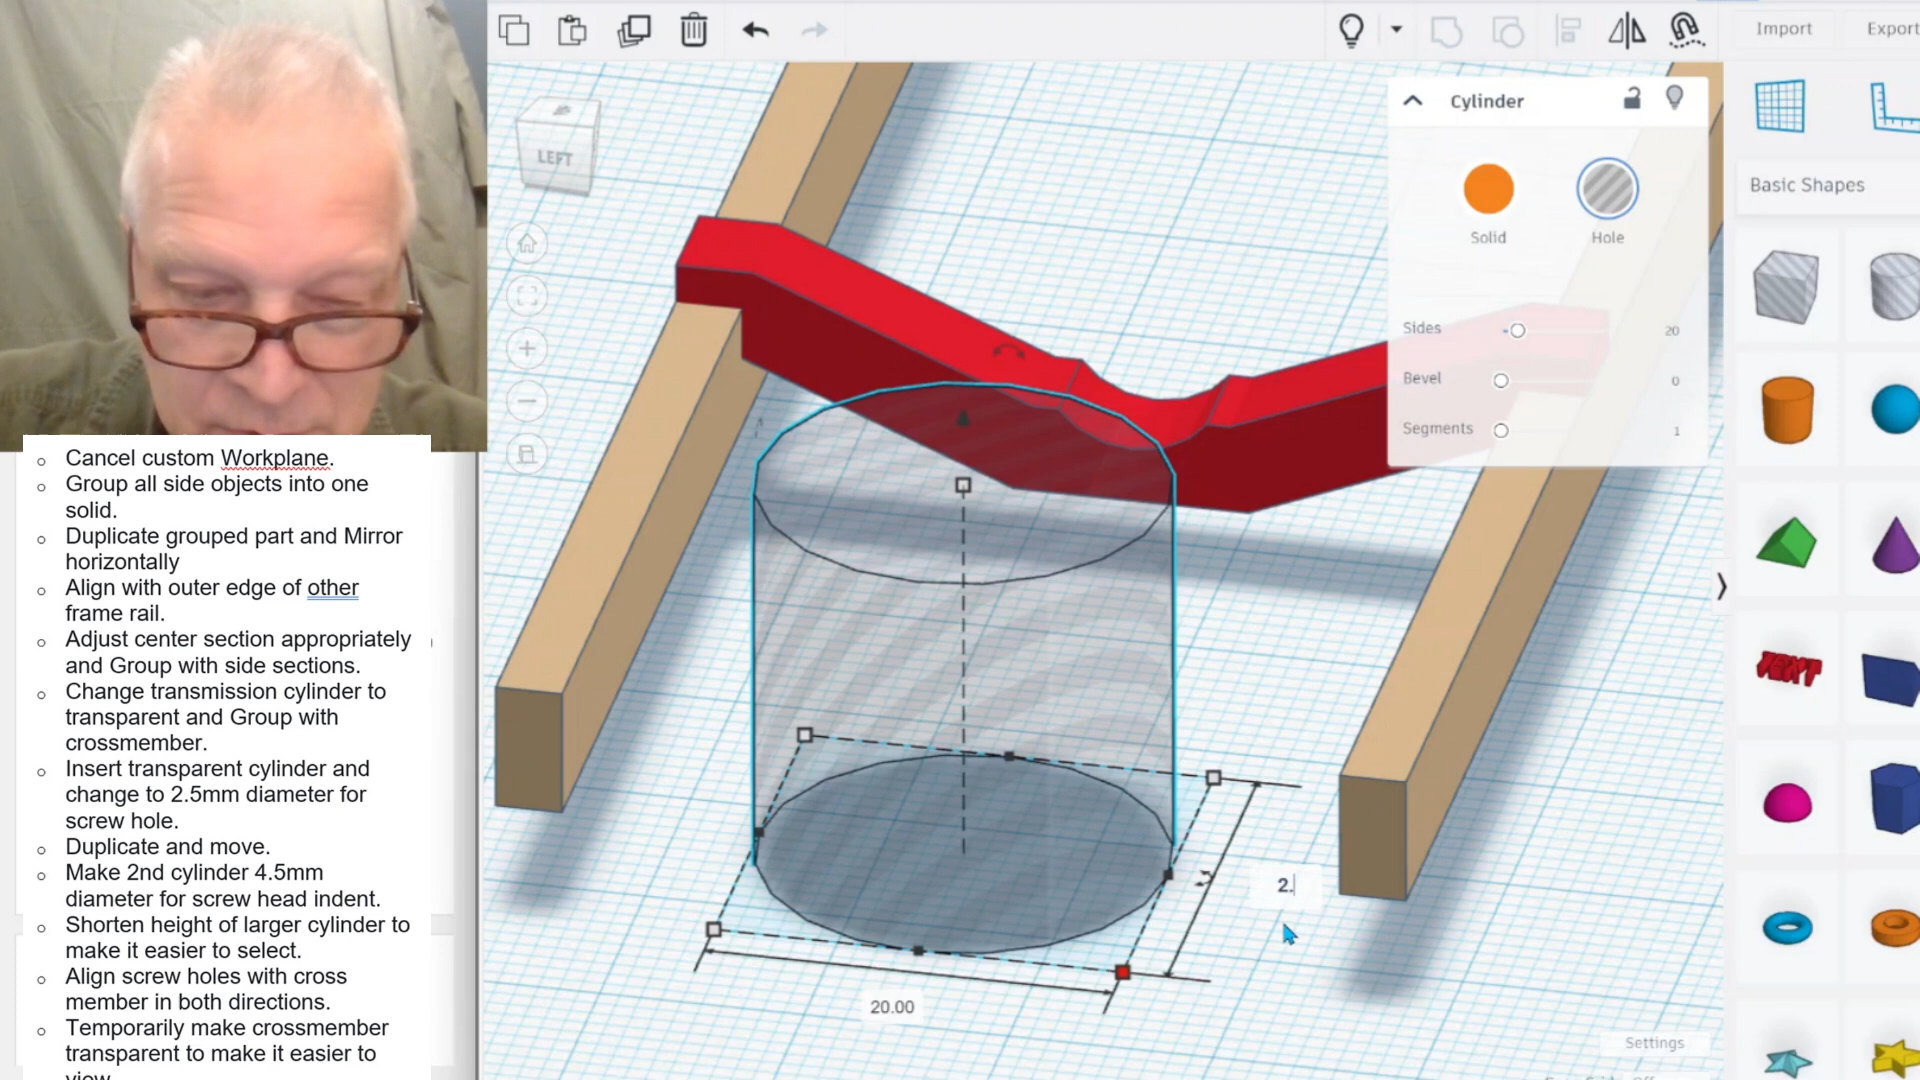 Import
Export
LEFT
Cylinder
Solid
Hole
Sides
20
Bevel
0
Segments
1
Basic Shapes
TEXT
2.
20.00
Settings
Cancel custom Workplane.
Group all side objects into one
solid.
Duplicate grouped part and Mirror
horizontally
Align with outer edge of other
frame rail.
Adjust center section appropriately
and Group with side sections.
Change transmission cylinder to
transparent and Group with
crossmember.
Insert transparent cylinder and
change to 2.5mm diameter for
screw hole.
Duplicate and move.
Make 2nd cylinder 4.5mm
diameter for screw head indent.
Shorten height of larger cylinder to
make it easier to select.
Align screw holes with cross
member in both directions.
Temporarily make crossmember
transparent to make it easier to
view